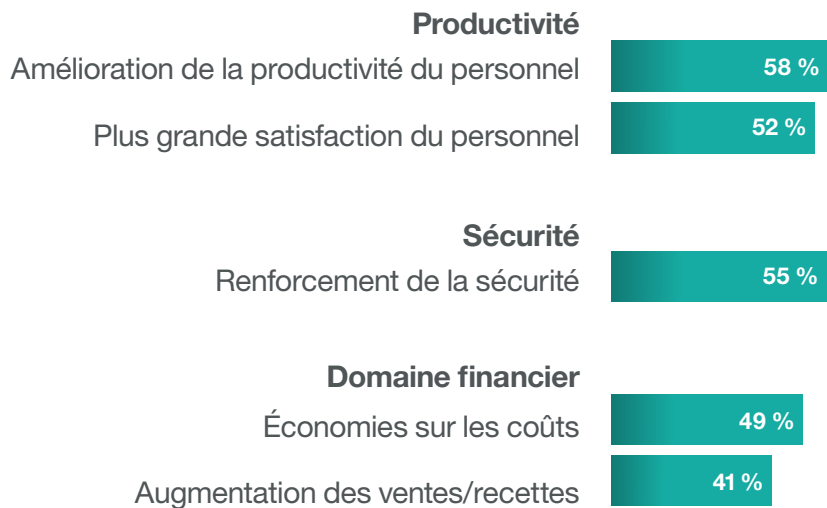 Productivité
Amélioration de la productivité du personnel 58 %
Plus grande satisfaction du personnel 52 %
Sécurité
Renforcement de la sécurité 55 %
Domaine financier
Économies sur les coûts 49 %
Augmentation des ventes/recettes 41 %